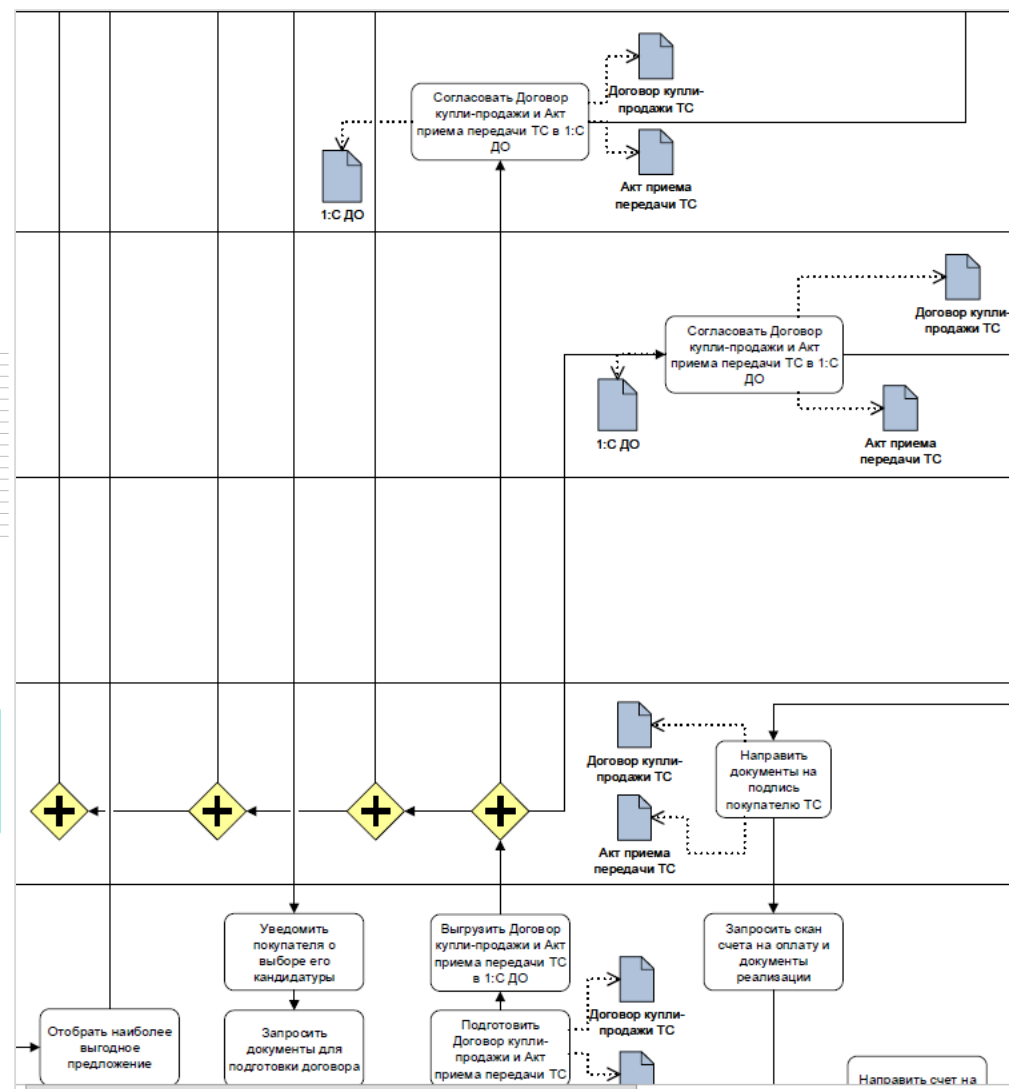 Договор купли-
продажи ТС
Согласовать Договор
купли-продажи и Акт
приема передачи ТС в 1:С
ДО
Акт приема
передачи ТС
1:С ДО
Договор купли-
продажи ТС
Согласовать Договор
купли-продажи и Акт
приема передачи ТС в 1:С
ДО
1:С ДО
Акт приема
передачи ТС
Договор купли-
продажи ТС
Направить
документы на
подпись
покупателю ТС
Акт приема
передачи ТС
Уведомить
покупателя о
выборе его
кандидатуры
Выгрузить Договор
купли-продажи и Акт
приема передачи ТС
в 1:С ДО
Запросить скан
счета на оплату и
документы
реализации
Договор купли-
продажи ТС
Отобрать наиболее
выгодное
предложение
Запросить
документы для
подготовки договора
Подготовить
Договор купли-
продажи и Акт
приема передачи ТС
Направить счет на